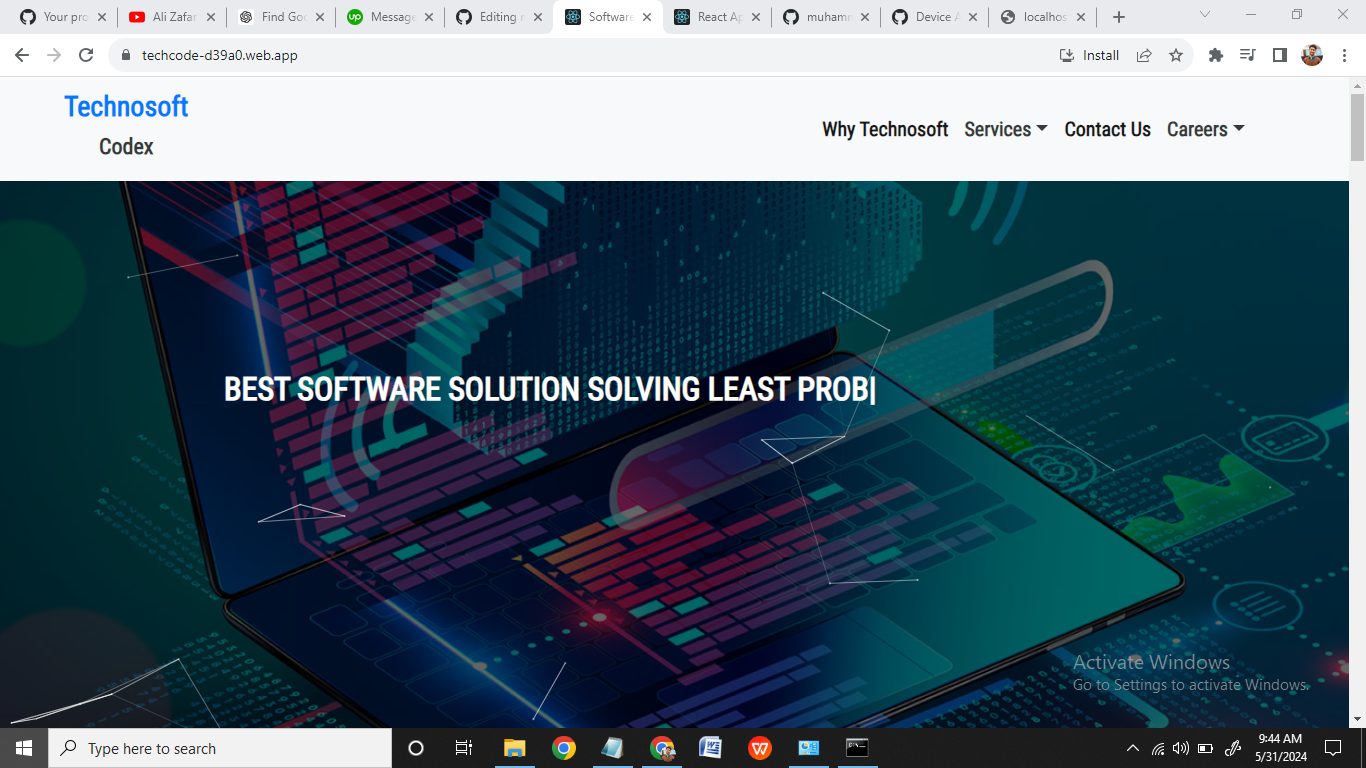 Your pro
Ali Zafar
Find Goo
Message
Editing
Software
React Ap
muhamm
Device A
localhos
techcode-d39a0.web.app
Install
Technosoft
Codex
Why Technosoft
Services
Contact Us
Careers
BEST SOFTWARE SOLUTION SOLVING LEAST PROB|
Activate Windows
Go to Settings to activate Windows.
Type here to search
9:44 AM
5/31/2024